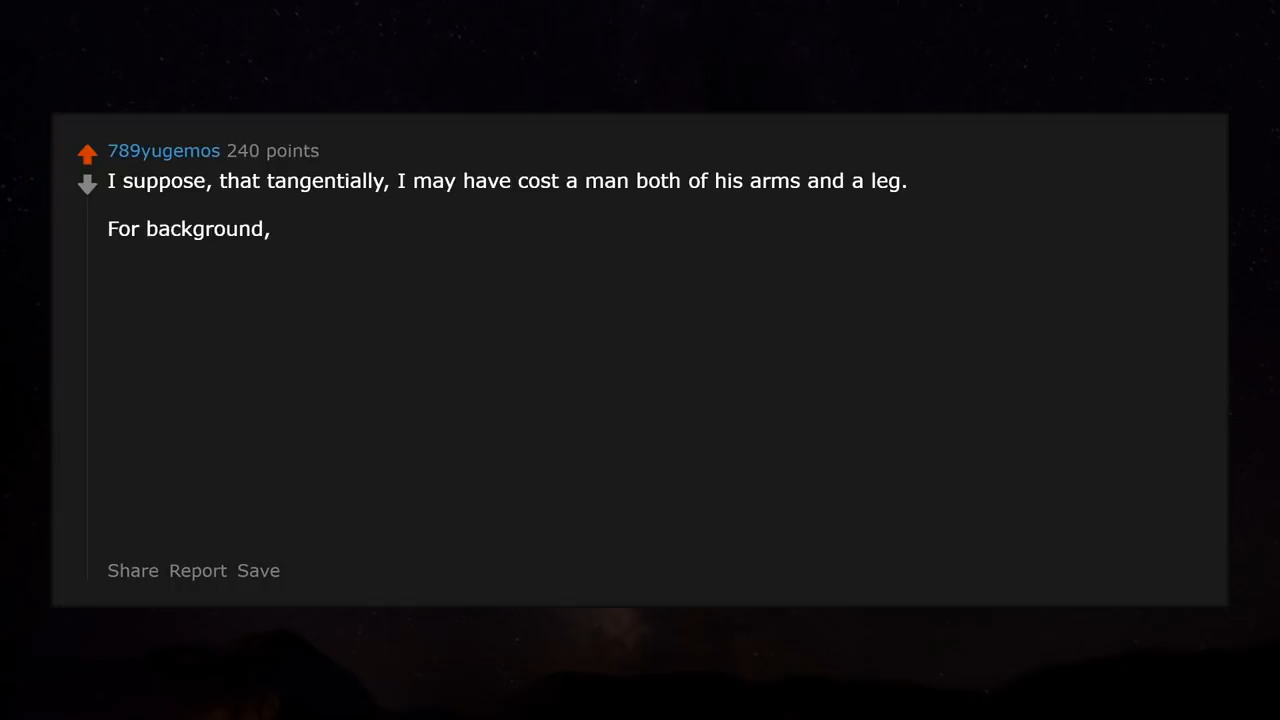 789yugemos 240 points
I suppose, that tangentially, I may have cost a man both of his arms and a leg.
For background,
Share Report Save